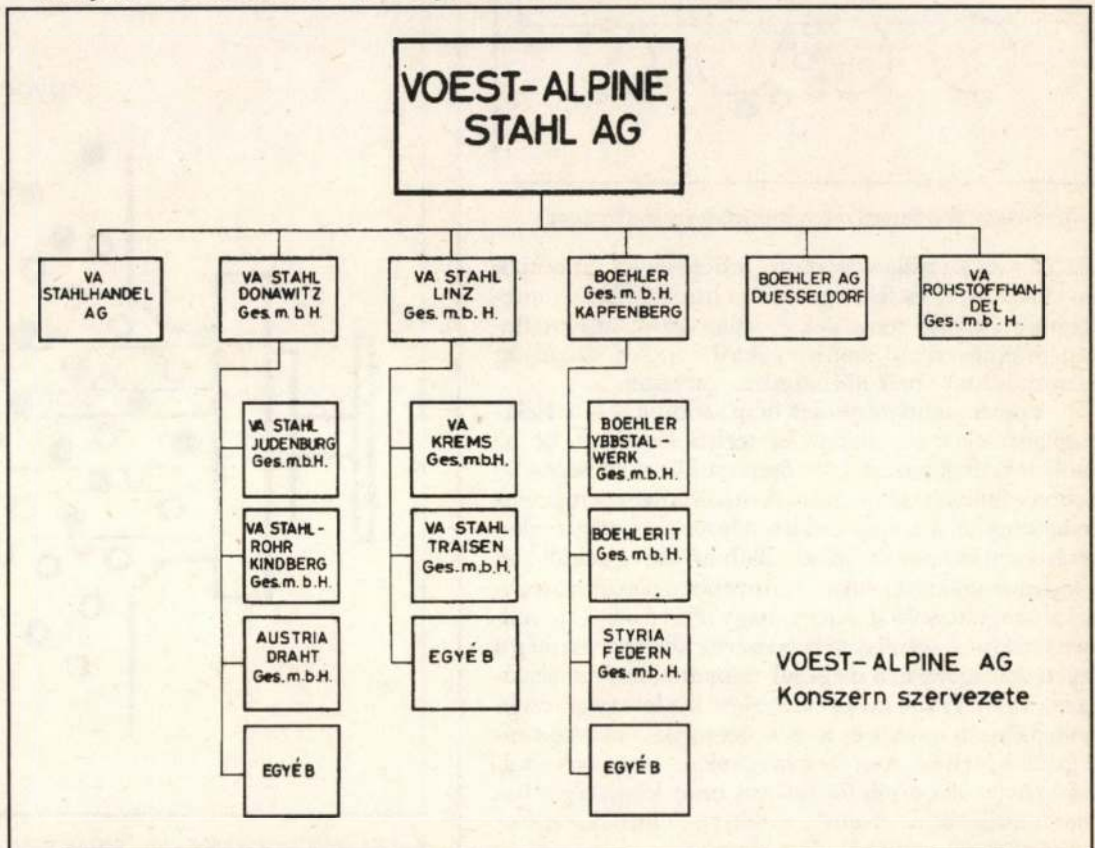 VOEST-ALPINE
STAHL AG
VA
STAHLHANDEL
AG
VA STAHL
DONAWITZ
Ges. m. b. H.
VA STAHL
LINZ
Ges. m. b. H.
BOEHLER
Ges. m. b. H.
KAPFENBERG
BOEHLER AG
DUESSELDORF
VA
ROHSTOFFHAN-
DEL
Ges. m. b. H.
VA STAHL
JUDENBURG
Ges. m. b. H.
VA STAHL-
ROHR
KINDBERG
Ges. m. b. H.
AUSTRIA
DRAHT
Ges. m. b. H.
EGYÉB
VA
KREMS
Ges. m. b. H.
VA STAHL
TRAISEN
Ges. m. b. H.
EGYÉB
BOEHLER
YBBSTAL-
WERK
Ges. m. b. H.
BOEHLERIT
Ges. m. b. H.
STYRIA
FEDERN
Ges. m. b. H.
EGYÉB
VOEST-ALPINE AG
Konszern szervezete